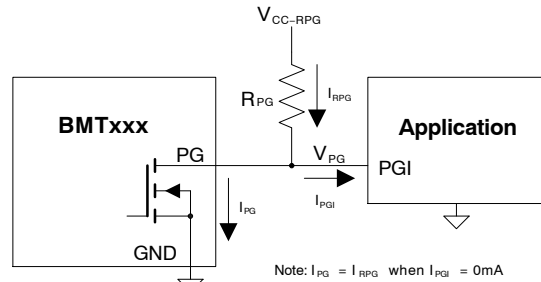 VCC-RPG
RPG
IRPG
BMTxxx
Application
PG
VPG
PGI
IPG
IPGI
GND
Note: IPG = IRPG when IPGI = 0mA